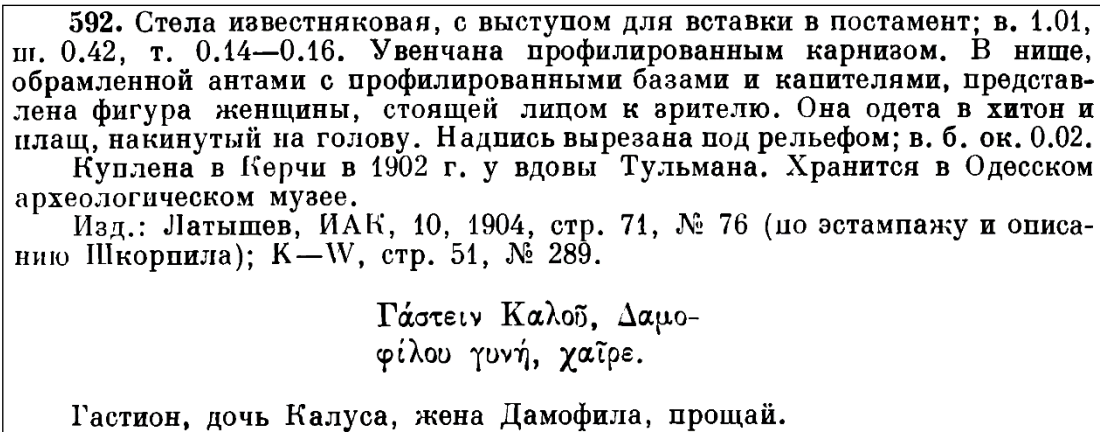 592. Стела известняковая, с выступом для вставки в постамент; в. 1.01,
ш. 0.42, т. 0.14—0.16. Увенчана профилированным карнизом. В нише,
обрамленной антами с профилированными базами и капителями, представ-
лена фигура женщины, стоящей лицом к зрителю. Она одета в хитон и
плащ, накинутый на голову. Надпись вырезана под рельефом; в. б. ок. 0.02.
Куплена в Керчи в 1902 г. у вдовы Тульмана. Хранится в Одесском
археологическом музее.
Изд.: Латышев, ИАК, 10, 1904, стр. 71, № 76 (по эстампажу и описа-
нию Шкорпила); K—W, стр. 51, № 289.
Γάστειν Καλοῦ, Δαμο-
φίλου γυνή, χαῖρε.
Гастион, дочь Калуса, жена Дамофила, прощай.